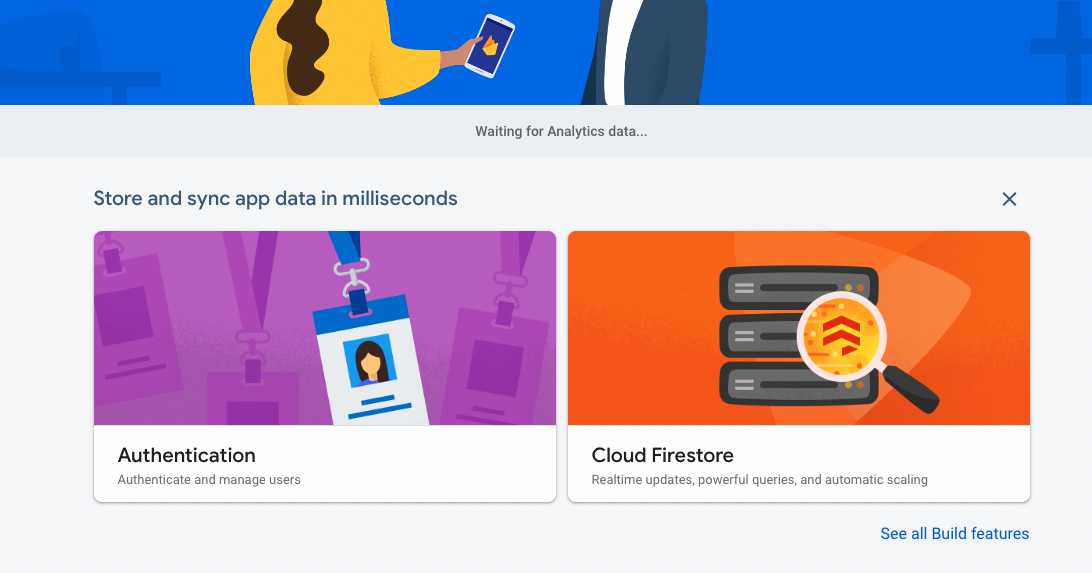 Waiting for Analytics data...
Store and sync app data in milliseconds
Authentication
Authenticate and manage users
Cloud Firestore
Realtime updates, powerful queries, and automatic scaling
See all Build features